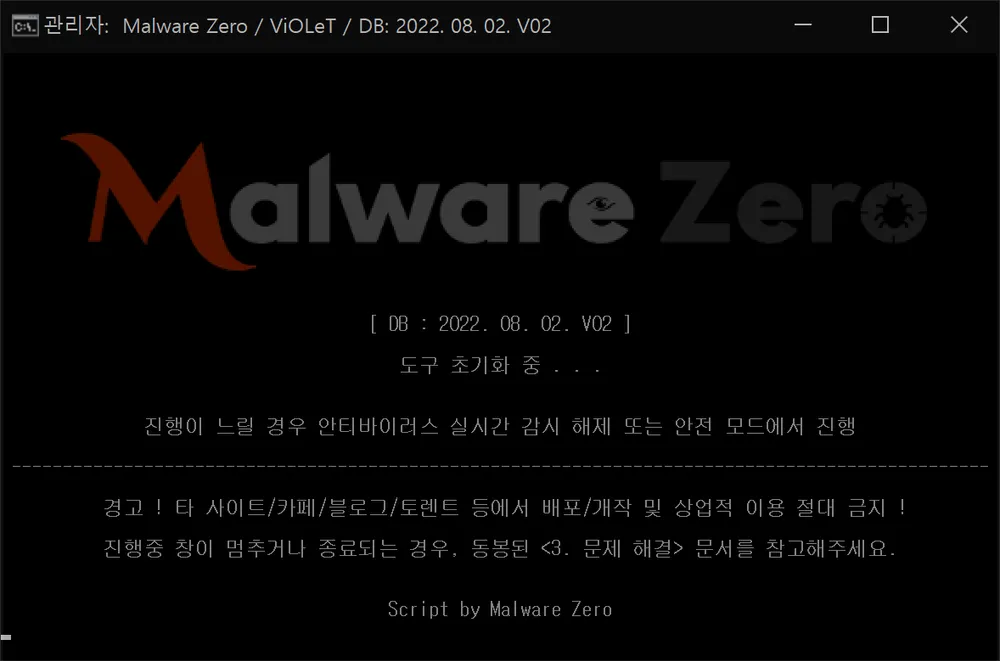 관리자: Malware Zero / ViOLeT / DB: 2022. 08. 02. V02
Malware Zero
[ DB : 2022. 08. 02. V02 ]
도구 초기화 중 . . .
진행이 느릴 경우 안티바이러스 실시간 감시 해제 또는 안전 모드에서 진행
경고 ! 타 사이트/카페/블로그/토렌트 등에서 배포/개작 및 상업적 이용 절대 금지 !
진행중 창이 멈추거나 종료되는 경우, 동봉된 <3. 문제 해결> 문서를 참고해주세요.
Script by Malware Zero